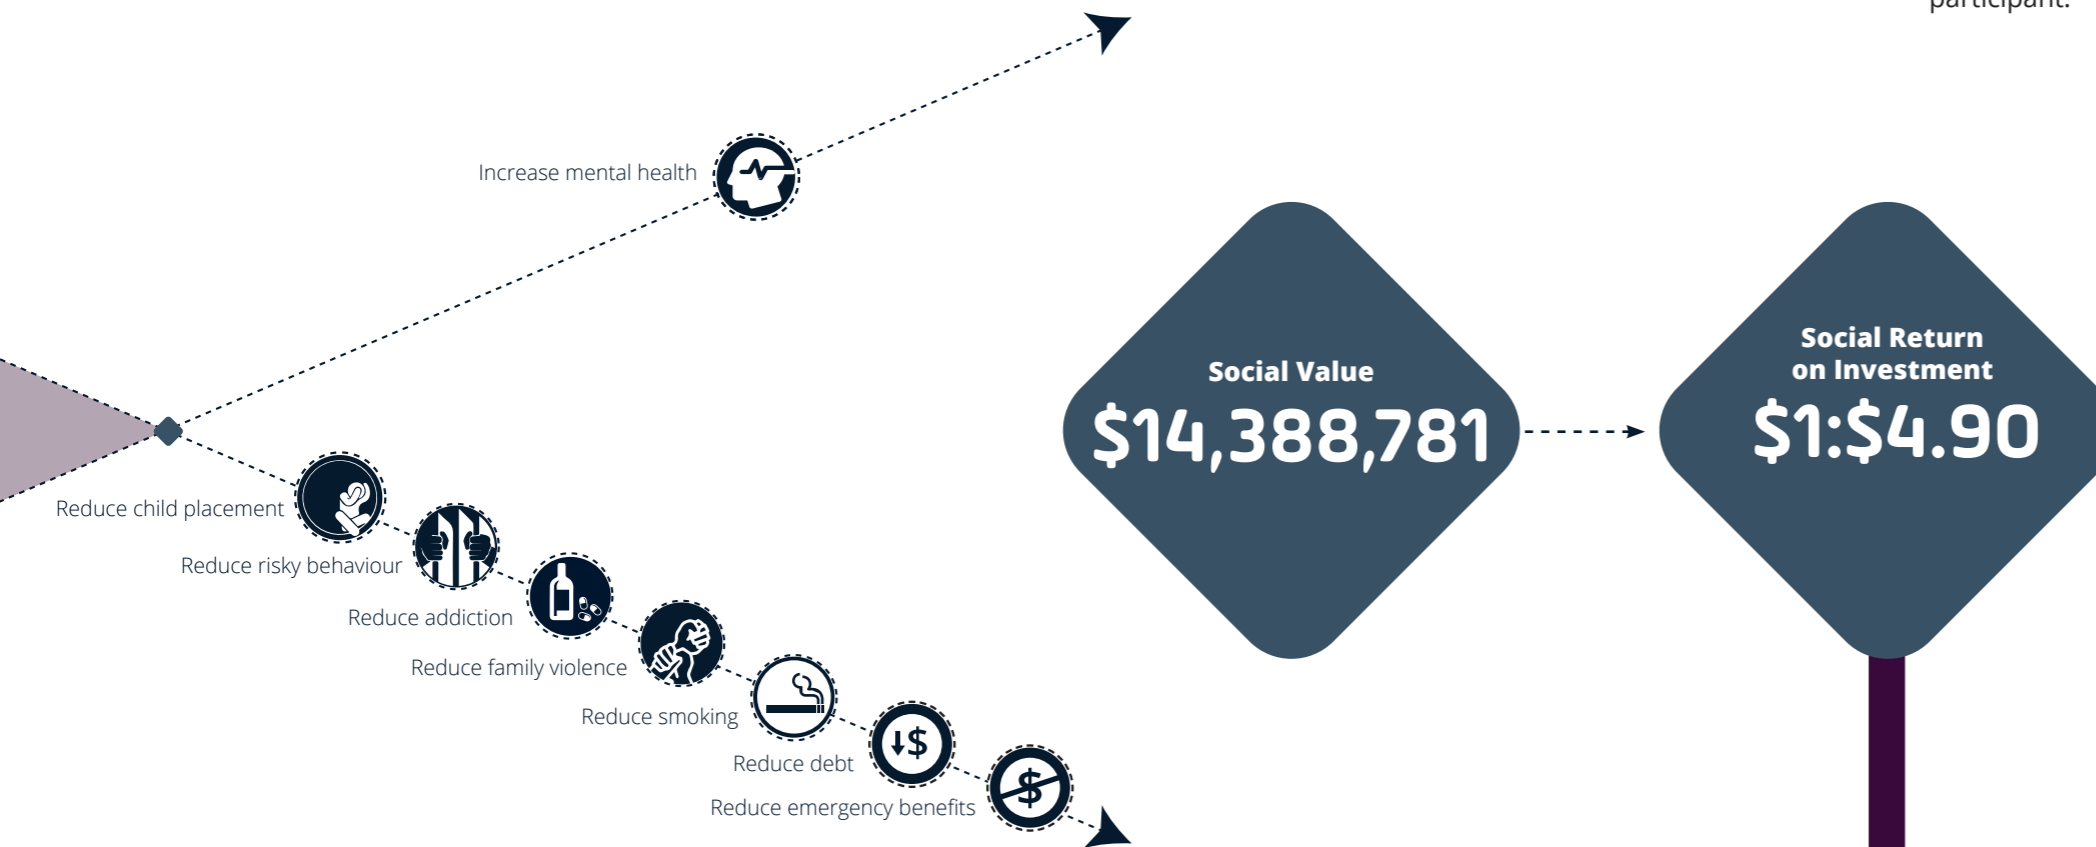 participant.
Increase mental health
Social Value
$14,388,781
Social Return
on Investment
$1:$4.90
Reduce child placement
Reduce risky behaviour
Reduce addiction
Reduce family violence
Reduce smoking
Reduce debt
$
Reduce emergency benefits
$